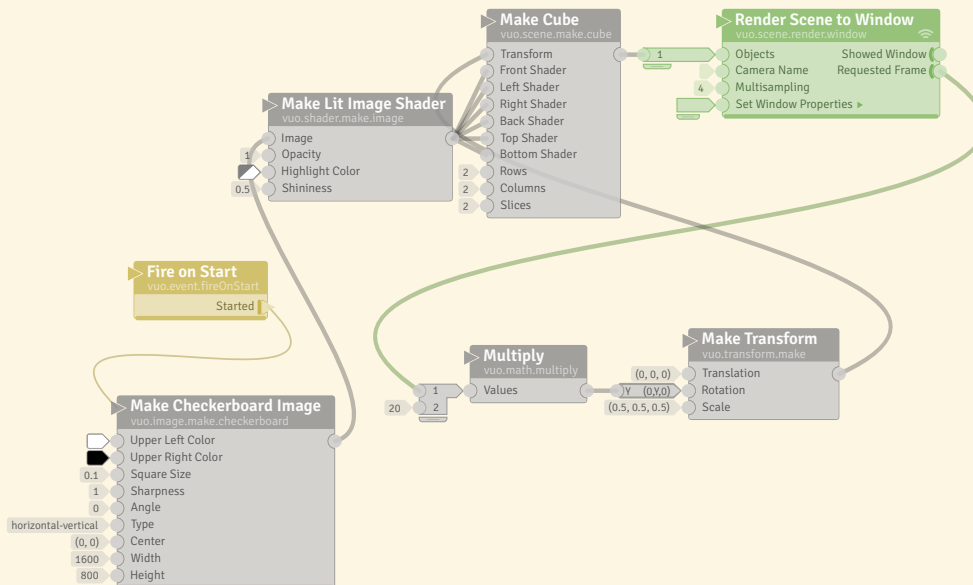 Make Cube
vuo.scene.make.cube
Transform
Front Shader
Left Shader
Right Shader
Back Shader
Top Shader
Bottom Shader
2 Rows
2 Columns
2 Slices
Render Scene to Window
vuo.scene.render.window
1 Objects Showed Window
Camera Name Requested Frame
4 Multisampling
Set Window Properties
Make Lit Image Shader
vuo.shader.make.image
Image
1 Opacity
Highlight Color
0.5 Shininess
Fire on Start
vuo.event.fireOnStart
Started
Multiply
vuo.math.multiply
1 Values
20 2
Make Transform
vuo.transform.make
(0, 0, 0) Translation
Y (0,Y,0) Rotation
(0.5, 0.5, 0.5) Scale
Make Checkerboard Image
vuo.image.make.checkerboard
Upper Left Color
Upper Right Color
0.1 Square Size
1 Sharpness
0 Angle
horizontal-vertical Type
(0, 0) Center
1600 Width
800 Height